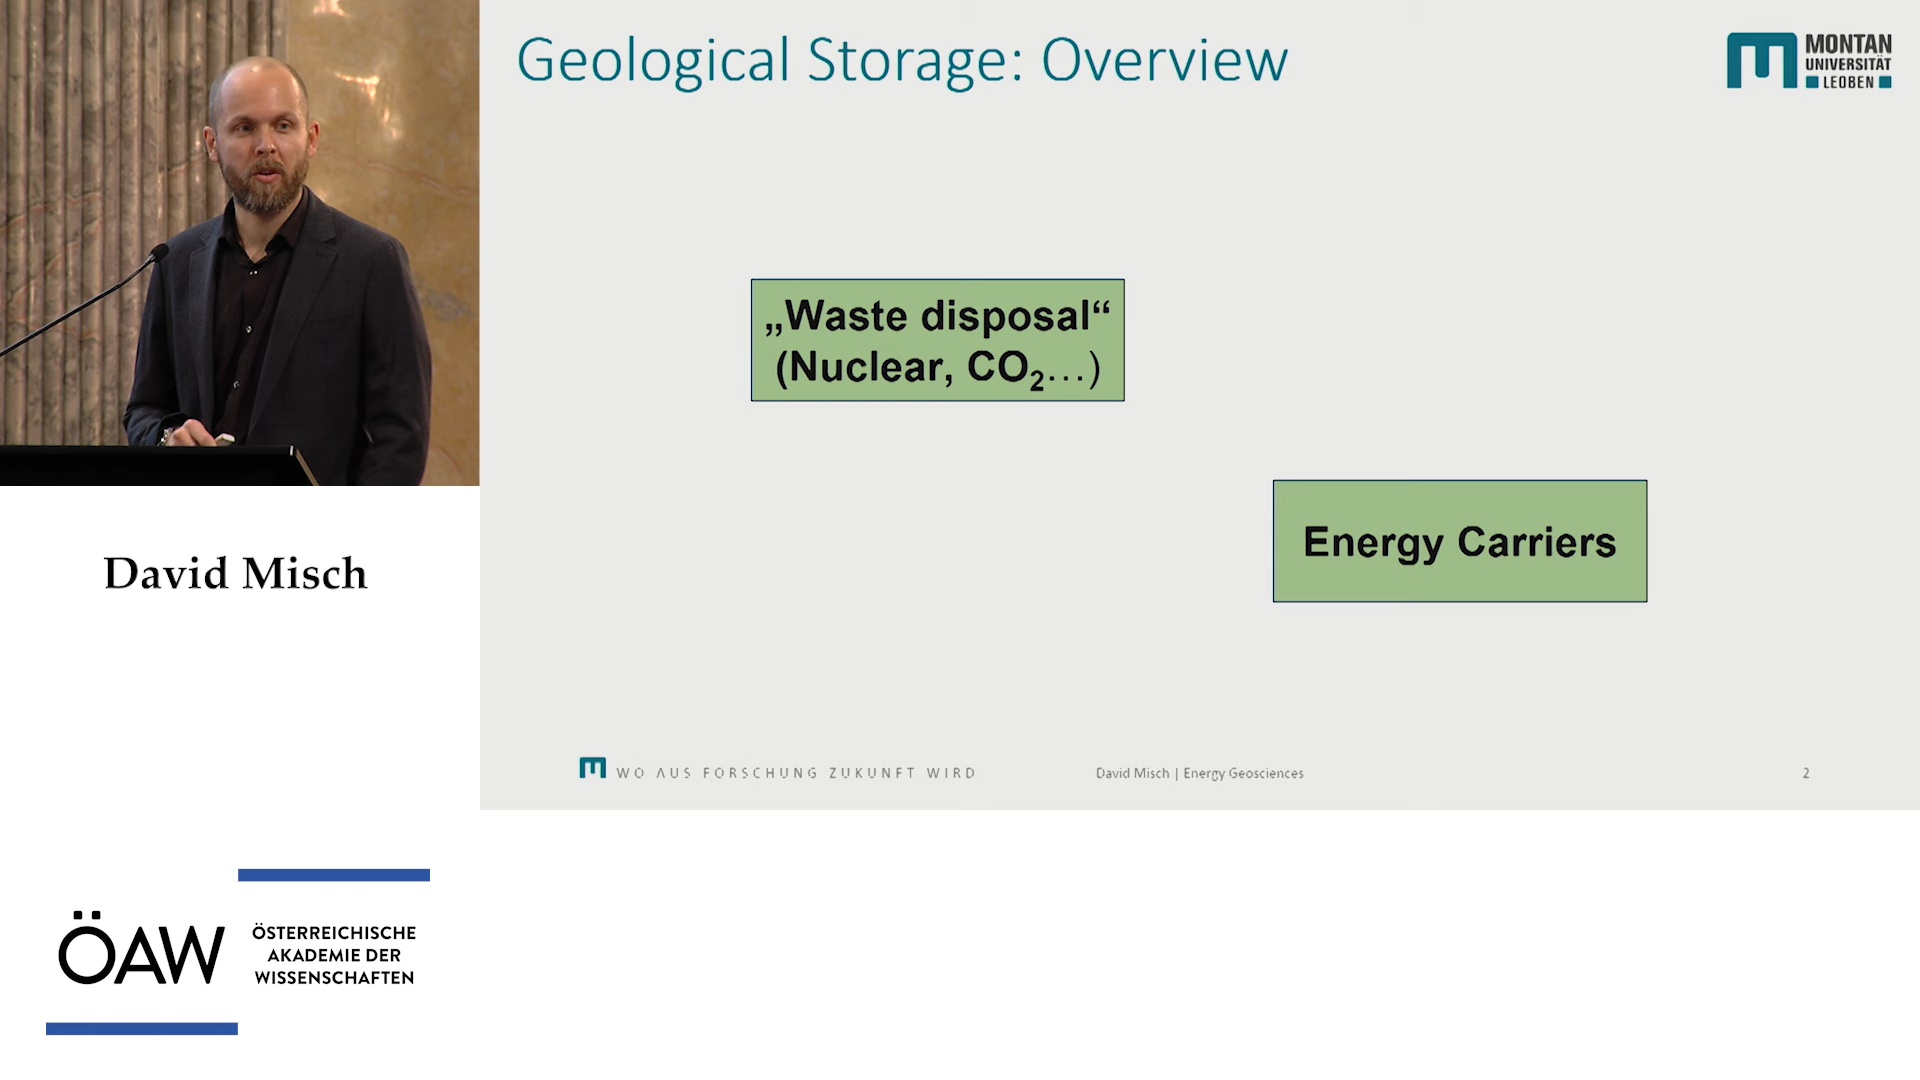 Geological Storage: Overview
MONTAN
UNIVERSITÄT
LEOBEN
„Waste disposal“
(Nuclear, CO₂…)
Energy Carriers
David Misch
WO AUS FORSCHUNG ZUKUNFT WIRD
David Misch | Energy Geosciences
2
ÖAW
ÖSTERREICHISCHE
AKADEMIE DER
WISSENSCHAFTEN